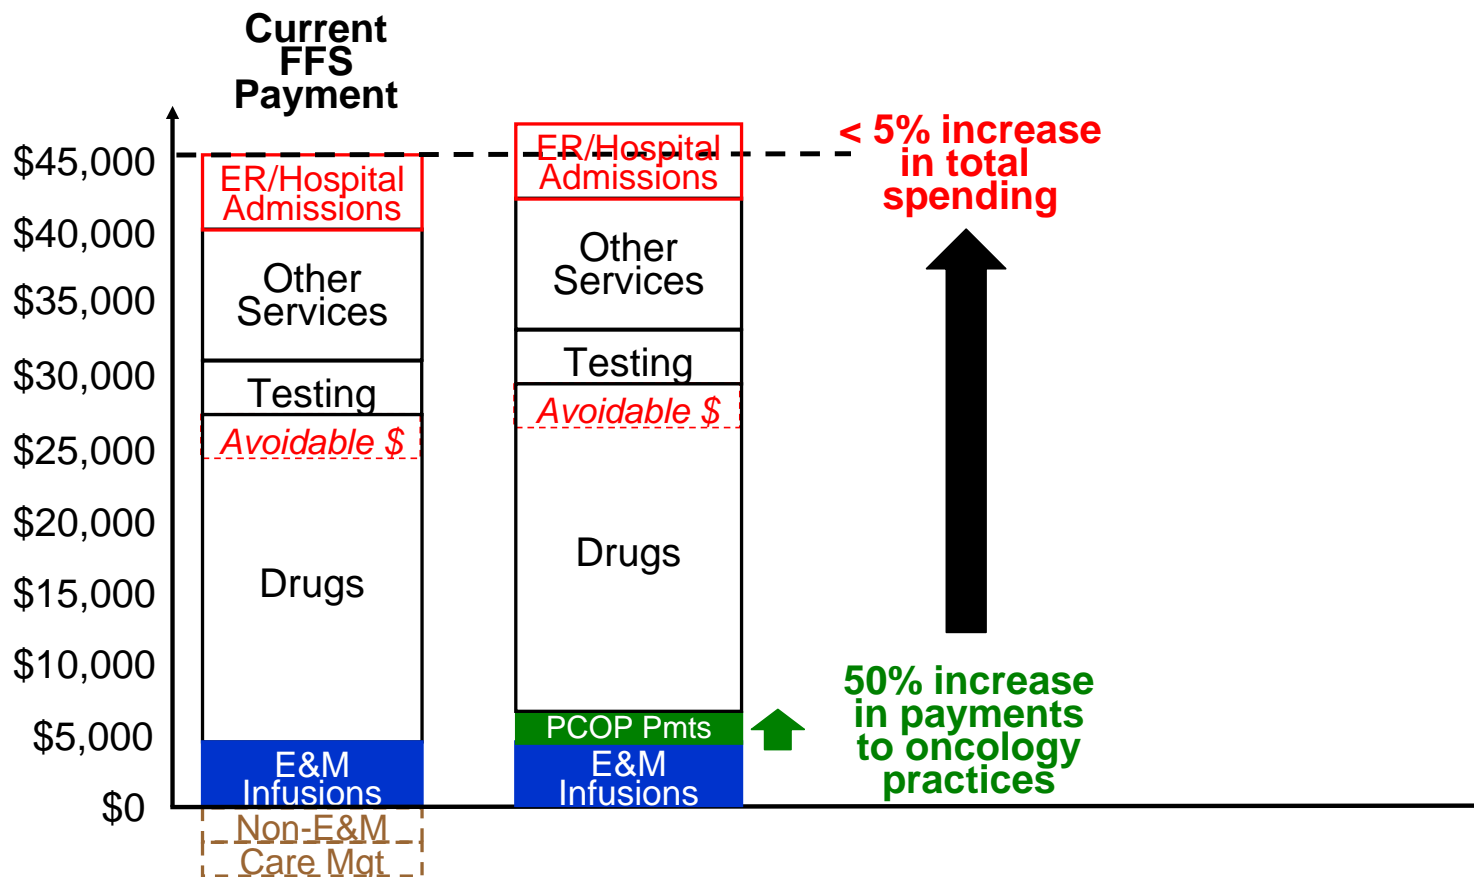 Current
FFS
Payment
$45,000
$40,000
$35,000
$30,000
$25,000
$20,000
$15,000
$10,000
$5,000
$0
ER/Hospital
Admissions
Other
Services
Testing
Avoidable $
Drugs
E&M
Infusions
Non-E&M
Care Mgt
ER/Hospital
Admissions
Other
Services
Testing
Avoidable $
Drugs
PCOP Pmts
E&M
Infusions
< 5% increase
in total
spending
50% increase
in payments
to oncology
practices